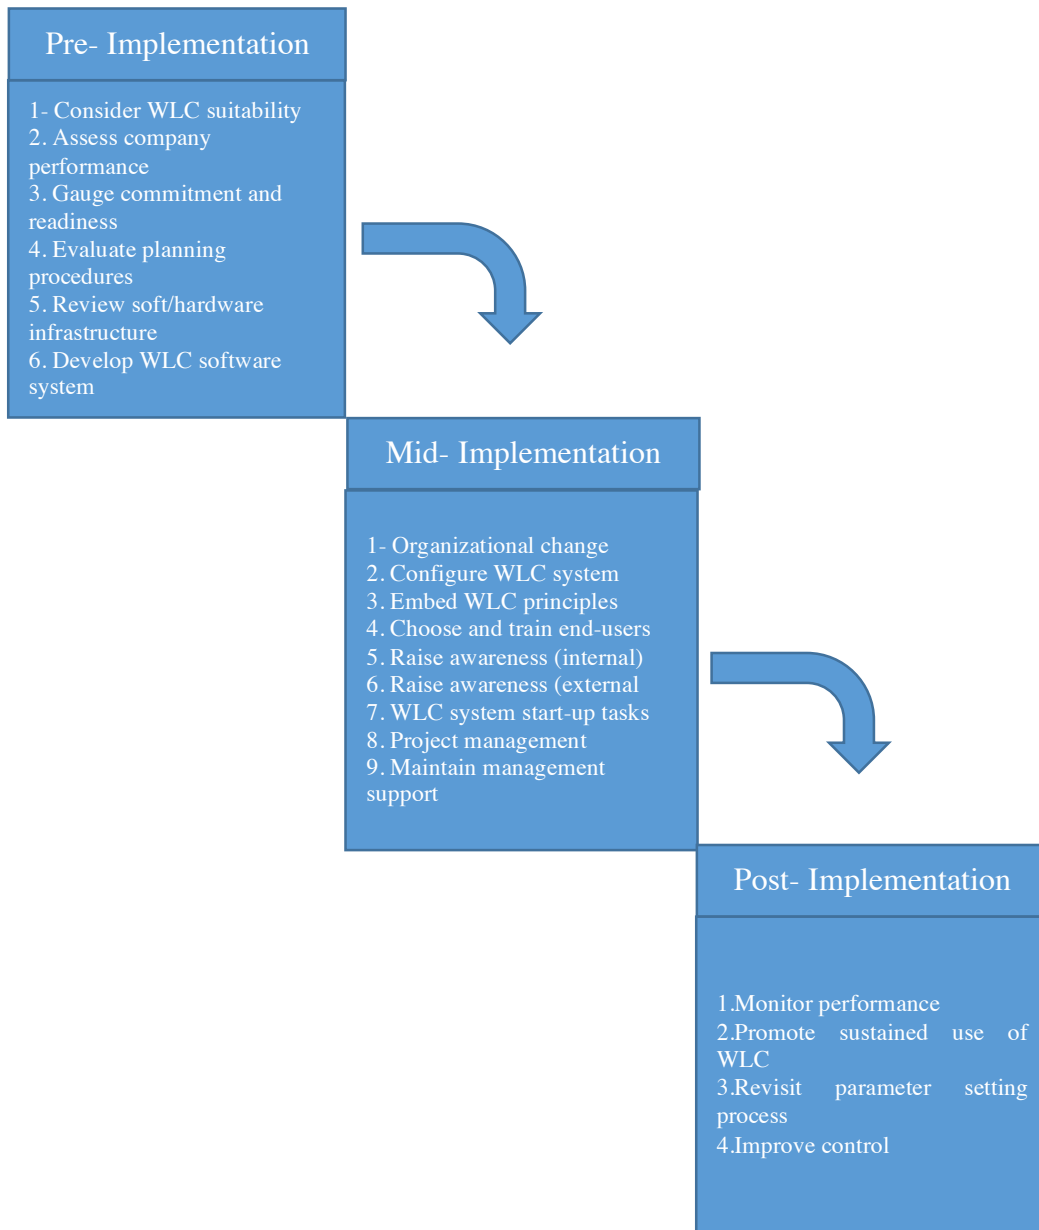 Pre- Implementation
1- Consider WLC suitability
2. Assess company
performance
3. Gauge commitment and
readiness
4. Evaluate planning
procedures
5. Review soft/hardware
infrastructure
6. Develop WLC software
system
Mid- Implementation
1- Organizational change
2. Configure WLC system
3. Embed WLC principles
4. Choose and train end-users
5. Raise awareness (internal)
6. Raise awareness (external
7. WLC system start-up tasks
8. Project management
9. Maintain management
support
Post- Implementation
1.Monitor performance
2.Promote sustained use of
WLC
3.Revisit parameter setting
process
4.Improve control